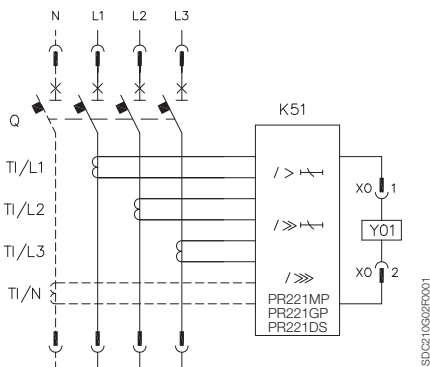 N L1 L2 L3
K51
Q
TI/L1
I >
X0 1
TI/L2
I ≫
Y01
TI/L3
X0 2
TI/N
I ⋙
PR221MP
PR221GP
PR221DS
SDC210G02F0001